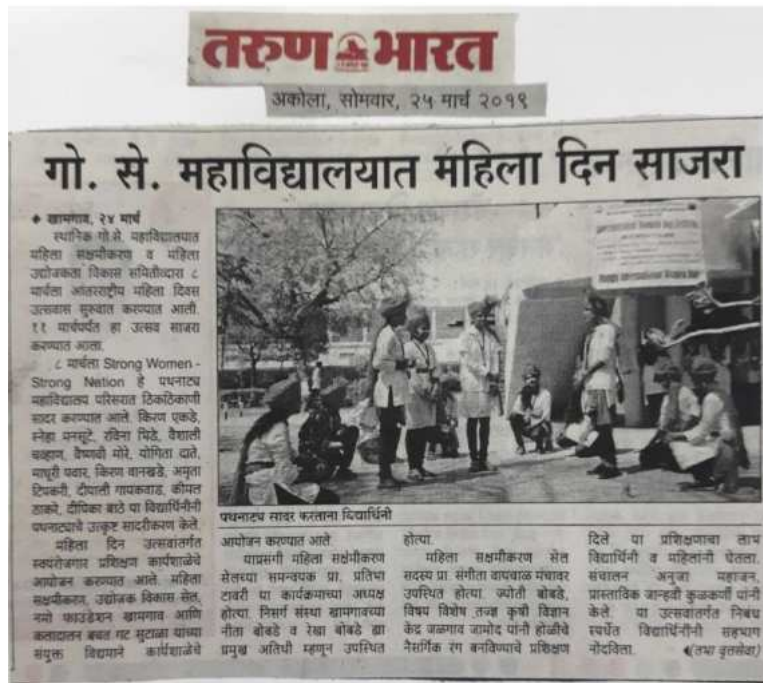 तरुण भारत
अकोला, सोमवार, २५ मार्च २०१९
गो. से. महाविद्यालयात महिला दिन साजरा
♦ खामगाव, २४ मार्च
स्थानिक गो.से. महाविद्यालयात
महिला सक्षमीकरण व महिला
उद्योजकता विकास समितीव्दारा ८
मार्चला आंतरराष्ट्रीय महिला दिवस
उत्सवास सुरुवात करण्यात आली.
११ मार्चपर्यंत हा उत्सव साजरा
करण्यात आला.
८ मार्चला Strong Women -
Strong Nation हे पथनाट्य
महाविद्यालय परिसरात ठिकठिकाणी
सादर करण्यात आले. किरण एकडे,
स्नेहा मनसूटे, रविना भिडे, वैशाली
चव्हाण, वैष्णवी मोरे, योगिता दाते,
माधूरी पवार, किरण वानखडे, अमृता
टिकनी, दीपाली गायकवाड, कोमल
ठाकरे, दीपिका बाठे या विद्यार्थिनींनी
पथनाट्याचे उत्कृष्ट सादरीकरण केले.
महिला दिन उत्सवांतर्गत
स्वयरोजगार प्रशिक्षण कार्यशाळेचे
आयोजन करण्यात आले. महिला
सक्षमीकरण, उद्योजक विकास सेल,
नमो फाउंडेशन खामगाव आणि
कलादालन बचत गट सुटाळा यांच्या
संयुक्त विद्यमाने कार्यशाळेचे
पथनाट्य सादर करताना विद्यार्थिनी
आयोजन करण्यात आले.
याप्रसंगी महिला सक्षेमीकरण
सेलच्या समन्वयक प्रा. प्रतिभा
टावरी या कार्यक्रमाच्या अध्यक्ष
होत्या. निसर्ग संस्था खामगावच्या
नीता बोबडे व रेखा बोबडे ह्या
प्रमुख अतिथी म्हणून उपस्थित
होत्या.
महिला सक्षमीकरण सेल
सदस्य प्रा. संगीता वायचाळ मंचावर
उपस्थित होत्या. ज्योती बोबडे,
विषय विशेष तज्ज्ञ कृषी विज्ञान
केंद्र जळगाव जामोद यांनी होळीचे
नैसर्गिक रंग बनविण्याचे प्रशिक्षण
दिले. या प्रशिक्षणाचा लाभ
विद्यार्थिनी व महिलांनी घेतला.
संचालन अनुजा महाजन,
प्रास्ताविक जान्हवी कुळकर्णी यांनी
केले. या उत्सवांतर्गत निबंध
स्पर्धेत विद्यार्थिनींनी सहभाग
नोंदविला. (तभा वृत्तसेवा)